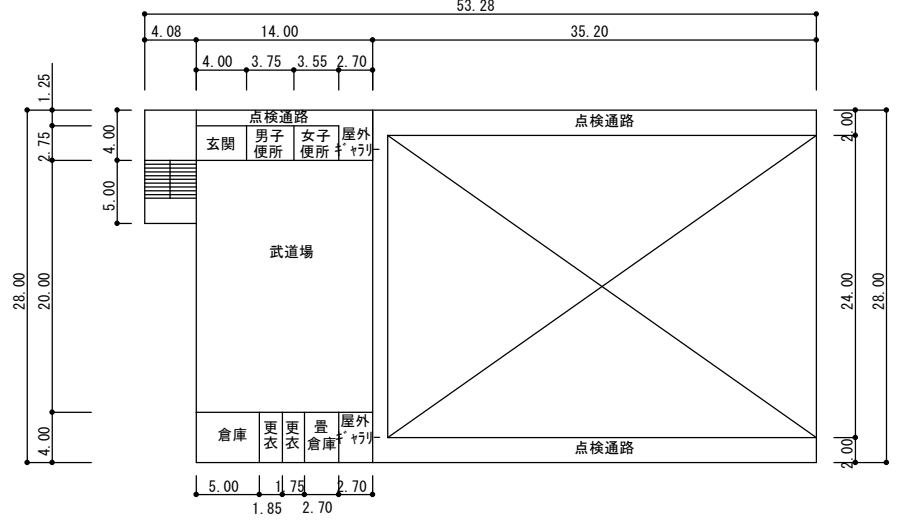 53.28
4.08
14.00
35.20
4.00
3.75
3.55
2.70
1.25
2.75
4.00
5.00
20.00
28.00
4.00
点検通路
玄関
男子
便所
女子
便所
屋外
ギャラリー
点検通路
2.00
武道場
24.00
28.00
倉庫
更
衣
更
衣
畳
倉庫
屋外
ギャラリー
点検通路
2.00
5.00
1.75
2.70
1.85
2.70